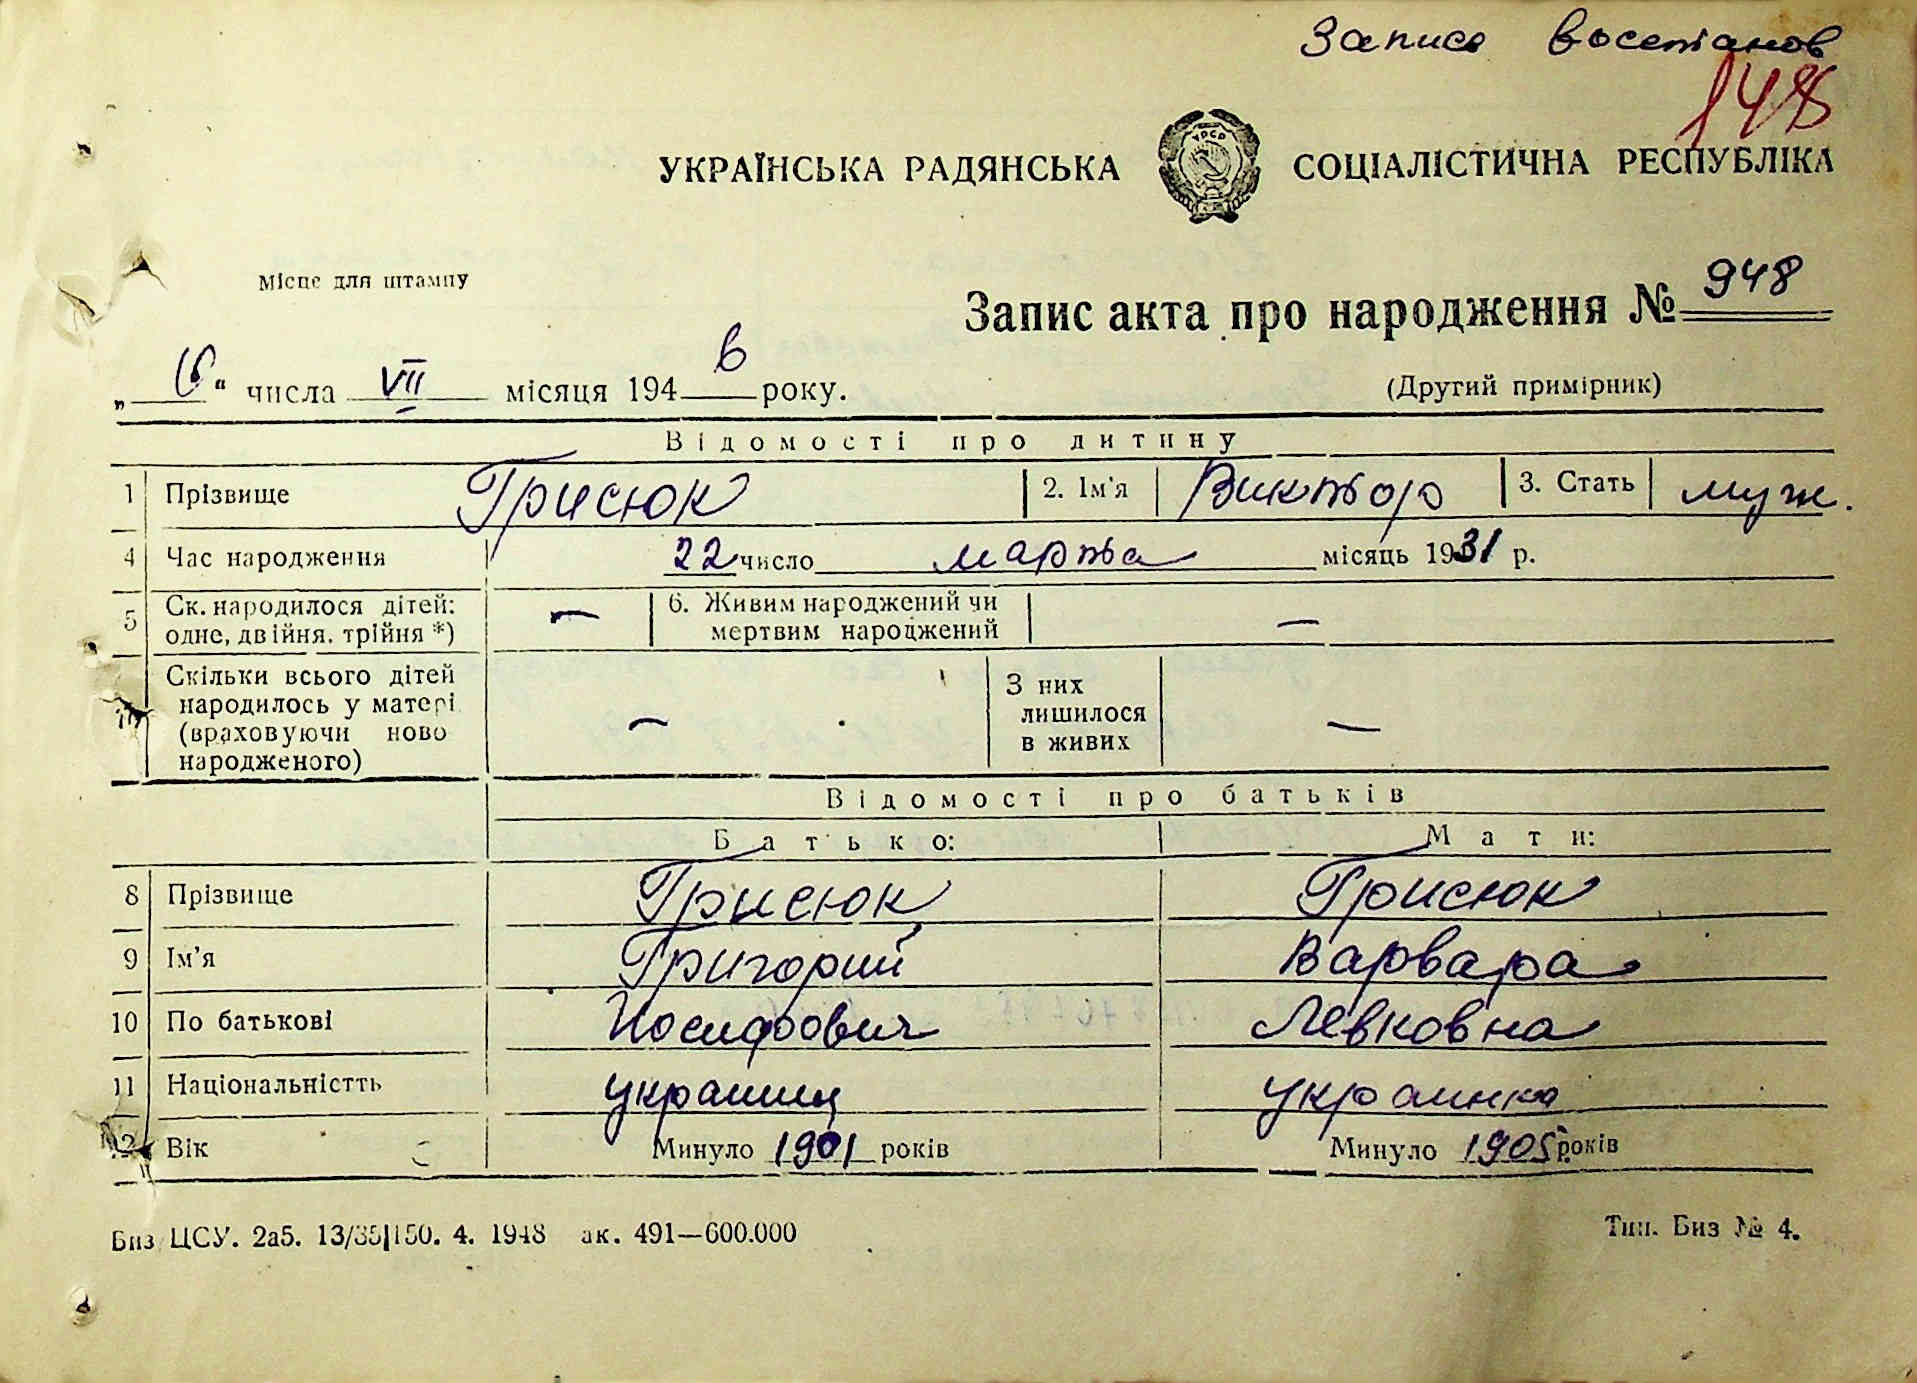 Запись восстанов
148
УКРАЇНСЬКА РАДЯНСЬКА СОЦІАЛІСТИЧНА РЕСПУБЛІКА
УРСР
Місце для штампу
Запис акта про народження № 948
„16“ числа VII місяця 1946 року.
(Другий примірник)
Відомості про дитину
1 Прізвище Грисюк 2. Ім'я Виктор 3. Стать муж.
4 Час народження 22 число марта місяць 1931 р.
5 Ск. народилося дітей: одне, двійня, трійня *) — 6. Живим народжений чи мертвим народжений —
Скільки всього дітей народилось у матері (враховуючи ново народженого) — З них лишилося в живих —
Відомості про батьків
Батько: Мати:
8 Прізвище Грисюк Грисюк
9 Ім'я Григорий Варвара
10 По батькові Иосифович Левковна
11 Національністть украинец украинка
12 Вік Минуло 1901 років Минуло 1905 років
Биз ЦСУ. 2а5. 13/35|150. 4. 1948 ак. 491—600.000
Тип. Биз № 4.